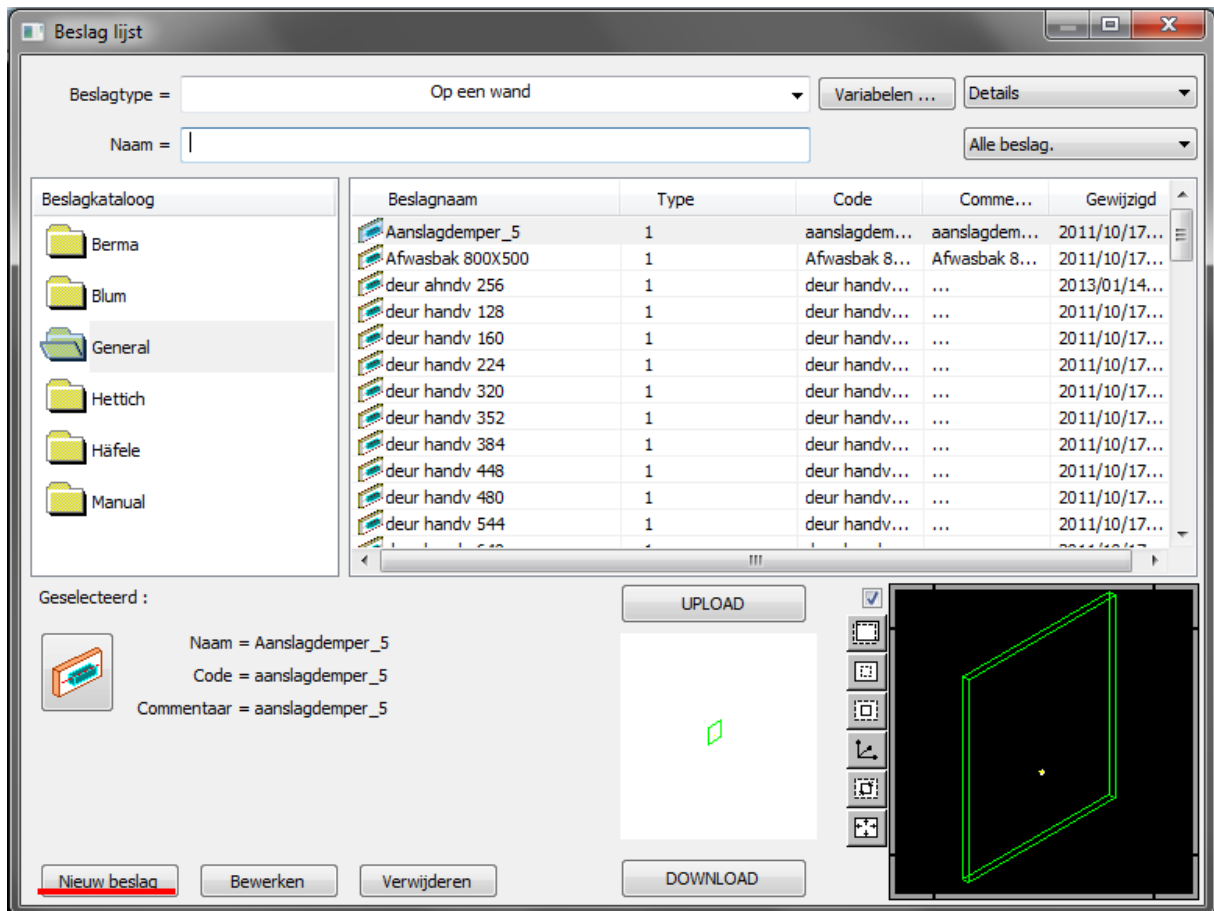 Beslag lijst
Beslagtype = Op een wand Variabelen ... Details
Naam = Alle beslag.
Beslagkataloog
Berma
Blum
General
Hettich
Häfele
Manual
Beslagnaam Type Code Comme... Gewijzigd
Aanslagdemper_5 1 aanslagdem... aanslagdem... 2011/10/17...
Afwasbak 800X500 1 Afwasbak 8... Afwasbak 8... 2011/10/17...
deur ahndv 256 1 deur handv... ... 2013/01/14...
deur handv 128 1 deur handv... ... 2011/10/17...
deur handv 160 1 deur handv... ... 2011/10/17...
deur handv 224 1 deur handv... ... 2011/10/17...
deur handv 320 1 deur handv... ... 2011/10/17...
deur handv 352 1 deur handv... ... 2011/10/17...
deur handv 384 1 deur handv... ... 2011/10/17...
deur handv 448 1 deur handv... ... 2011/10/17...
deur handv 480 1 deur handv... ... 2011/10/17...
deur handv 544 1 deur handv... ... 2011/10/17...
Geselecteerd :
Naam = Aanslagdemper_5
Code = aanslagdemper_5
Commentaar = aanslagdemper_5
UPLOAD
DOWNLOAD
Nieuw beslag Bewerken Verwijderen